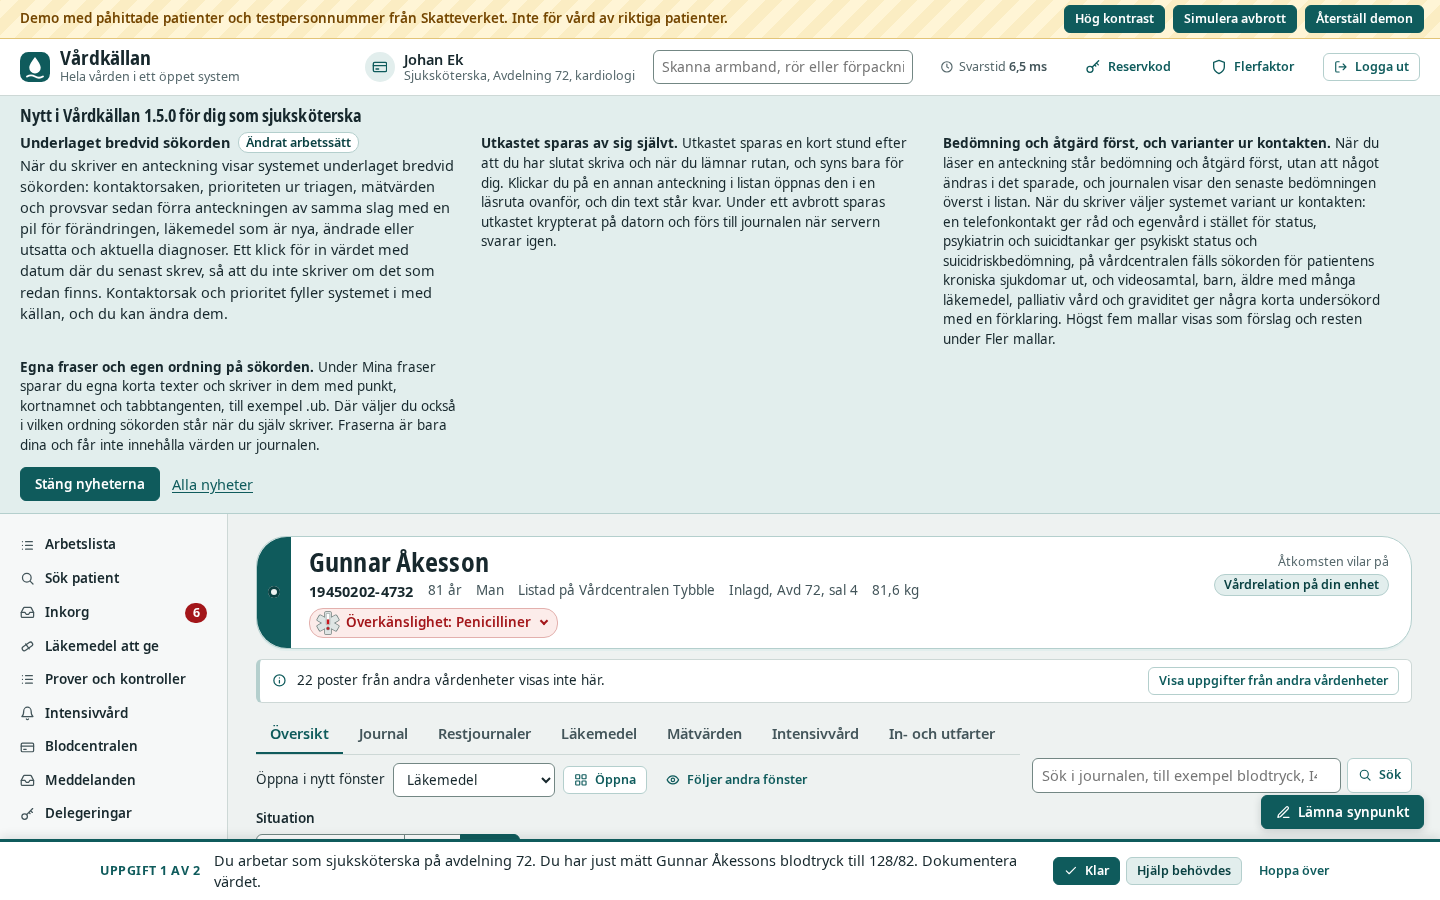 Demo med påhittade patienter och testpersonnummer från Skatteverket. Inte för vård av riktiga patienter.
Hög kontrast
Simulera avbrott
Återställ demon
Vårdkällan
Hela vården i ett öppet system
Johan Ek
Sjuksköterska, Avdelning 72, kardiologi
Skanna armband, rör eller förpackni
Svarstid 6,5 ms
Reservkod
Flerfaktor
Logga ut
Nytt i Vårdkällan 1.5.0 för dig som sjuksköterska
Underlaget bredvid sökorden Ändrat arbetssätt
När du skriver en anteckning visar systemet underlaget bredvid
sökorden: kontaktorsaken, prioriteten ur triagen, mätvärden
och provsvar sedan förra anteckningen av samma slag med en
pil för förändringen, läkemedel som är nya, ändrade eller
utsatta och aktuella diagnoser. Ett klick för in värdet med
datum där du senast skrev, så att du inte skriver om det som
redan finns. Kontaktorsak och prioritet fyller systemet i med
källan, och du kan ändra dem.
Utkastet sparas av sig självt. Utkastet sparas en kort stund efter
att du har slutat skriva och när du lämnar rutan, och syns bara för
dig. Klickar du på en annan anteckning i listan öppnas den i en
läsruta ovanför, och din text står kvar. Under ett avbrott sparas
utkastet krypterat på datorn och förs till journalen när servern
svarar igen.
Bedömning och åtgärd först, och varianter ur kontakten. När du
läser en anteckning står bedömning och åtgärd först, utan att något
ändras i det sparade, och journalen visar den senaste bedömningen
överst i listan. När du skriver väljer systemet variant ur kontakten:
en telefonkontakt ger råd och egenvård i stället för status,
psykiatrin och suicidtankar ger psykiskt status och
suicidriskbedömning, på vårdcentralen fälls sökorden för patientens
kroniska sjukdomar ut, och videosamtal, barn, äldre med många
läkemedel, palliativ vård och graviditet ger några korta undersökord
med en förklaring. Högst fem mallar visas som förslag och resten
under Fler mallar.
Egna fraser och egen ordning på sökorden. Under Mina fraser
sparar du egna korta texter och skriver in dem med punkt,
kortnamnet och tabbtangenten, till exempel .ub. Där väljer du också
i vilken ordning sökorden står när du själv skriver. Fraserna är bara
dina och får inte innehålla värden ur journalen.
Stäng nyheterna
Alla nyheter
Arbetslista
Sök patient
Inkorg 6
Läkemedel att ge
Prover och kontroller
Intensivvård
Blodcentralen
Meddelanden
Delegeringar
Gunnar Åkesson
19450202-4732 81 år Man Listad på Vårdcentralen Tybble Inlagd, Avd 72, sal 4 81,6 kg
Överkänslighet: Penicilliner
Åtkomsten vilar på
Vårdrelation på din enhet
22 poster från andra vårdenheter visas inte här.
Visa uppgifter från andra vårdenheter
Översikt
Journal
Restjournaler
Läkemedel
Mätvärden
Intensivvård
In- och utfarter
Öppna i nytt fönster
Läkemedel
Öppna
Följer andra fönster
Sök i journalen, till exempel blodtryck, I
Sök
Situation
Lämna synpunkt
UPPGIFT 1 AV 2
Du arbetar som sjuksköterska på avdelning 72. Du har just mätt Gunnar Åkessons blodtryck till 128/82. Dokumentera
värdet.
Klar
Hjälp behövdes
Hoppa över